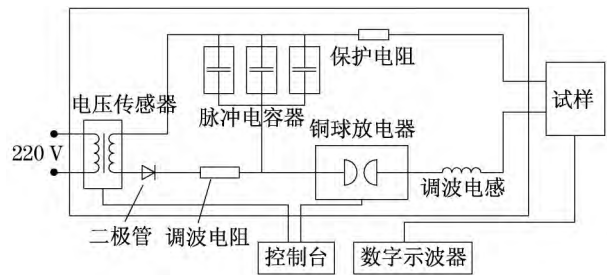 保护电阻
试样
电压传感器
脉冲电容器
铜球放电器
220 V
调波电感
二极管
调波电阻
控制台
数字示波器